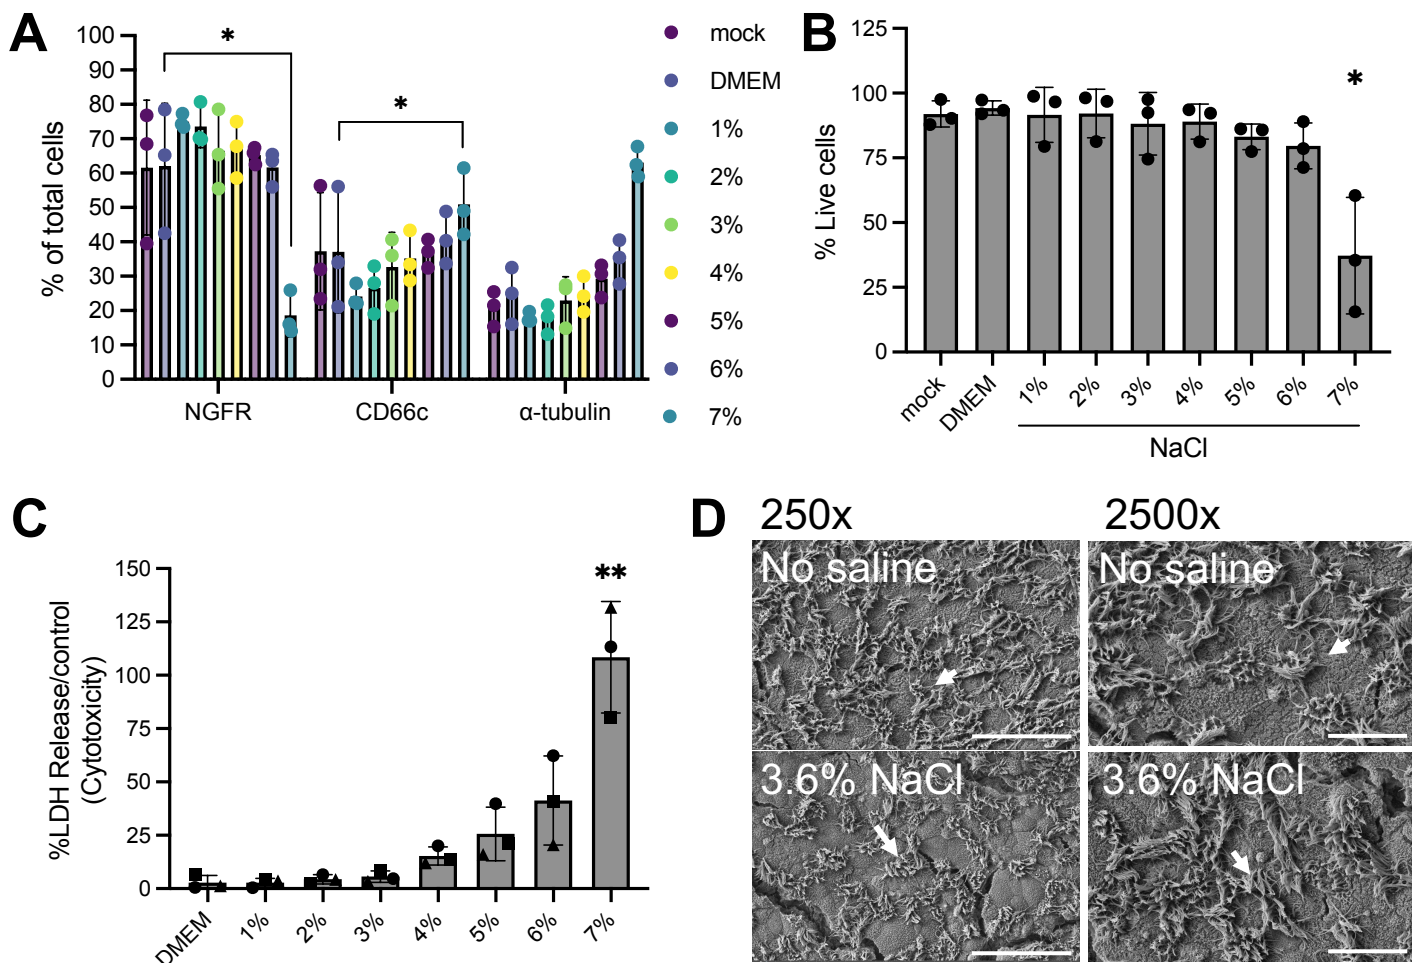 A
% of total cells
100
90
80
70
60
50
40
30
20
10
0
*
*
NGFR
CD66c
α-tubulin
mock
DMEM
1%
2%
3%
4%
5%
6%
7%
B
% Live cells
125
100
75
50
25
0
*
mock
DMEM
1%
2%
3%
4%
5%
6%
7%
NaCl
C
%LDH Release/control
(Cytotoxicity)
150
125
100
75
50
25
0
**
DMEM
1%
2%
3%
4%
5%
6%
7%
D
250x
2500x
No saline
No saline
3.6% NaCl
3.6% NaCl